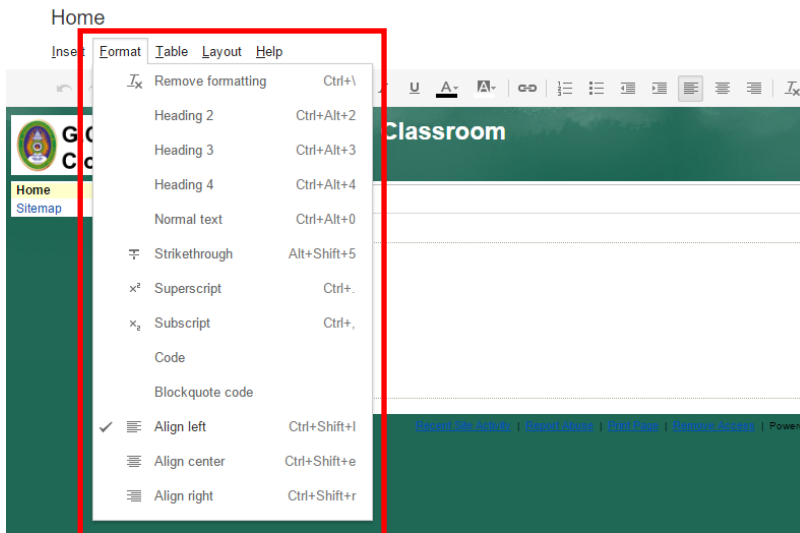 Home
Insert Format Table Layout Help
Remove formatting Ctrl+\
Heading 2 Ctrl+Alt+2
Heading 3 Ctrl+Alt+3
Heading 4 Ctrl+Alt+4
Normal text Ctrl+Alt+0
Strikethrough Alt+Shift+5
Superscript Ctrl+.
Subscript Ctrl+,
Code
Blockquote code
Align left Ctrl+Shift+l
Align center Ctrl+Shift+e
Align right Ctrl+Shift+r
Classroom
Home
Sitemap
Recent Site Activity | Report Abuse | Print Page | Remove Access | Power